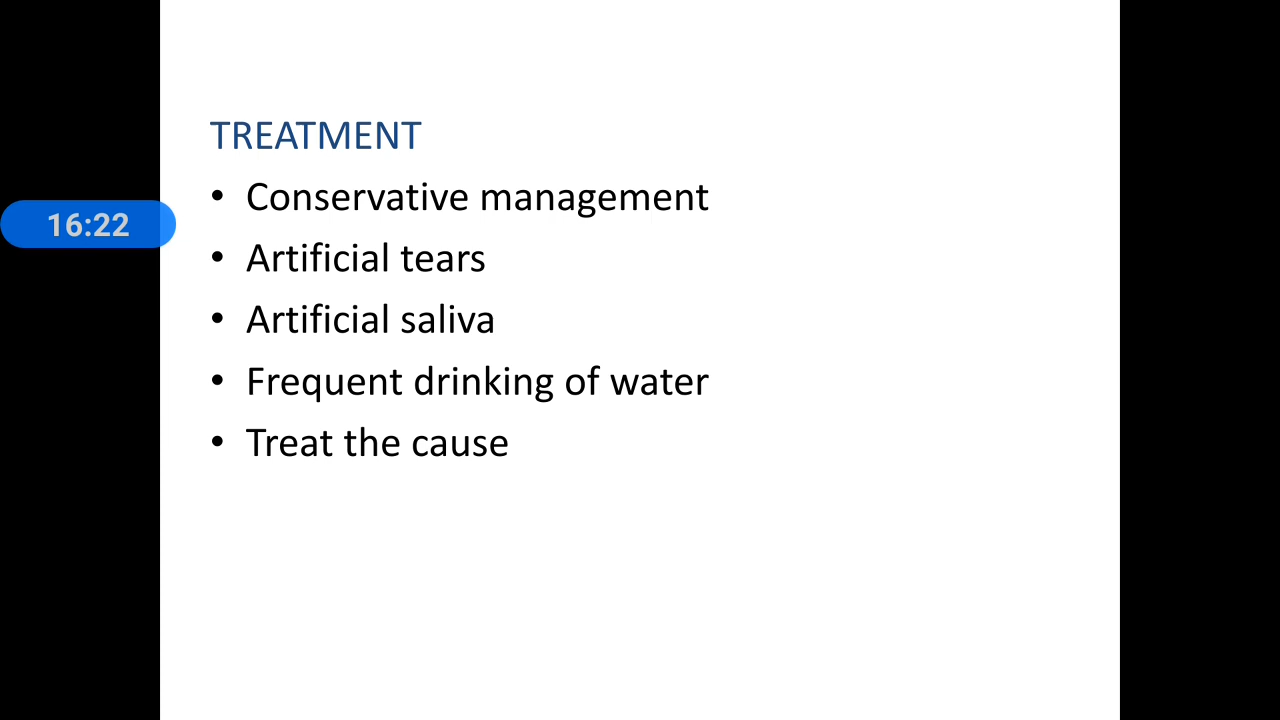 TREATMENT
• Conservative management
16:22
• Artificial tears
• Artificial saliva
• Frequent drinking of water
• Treat the cause